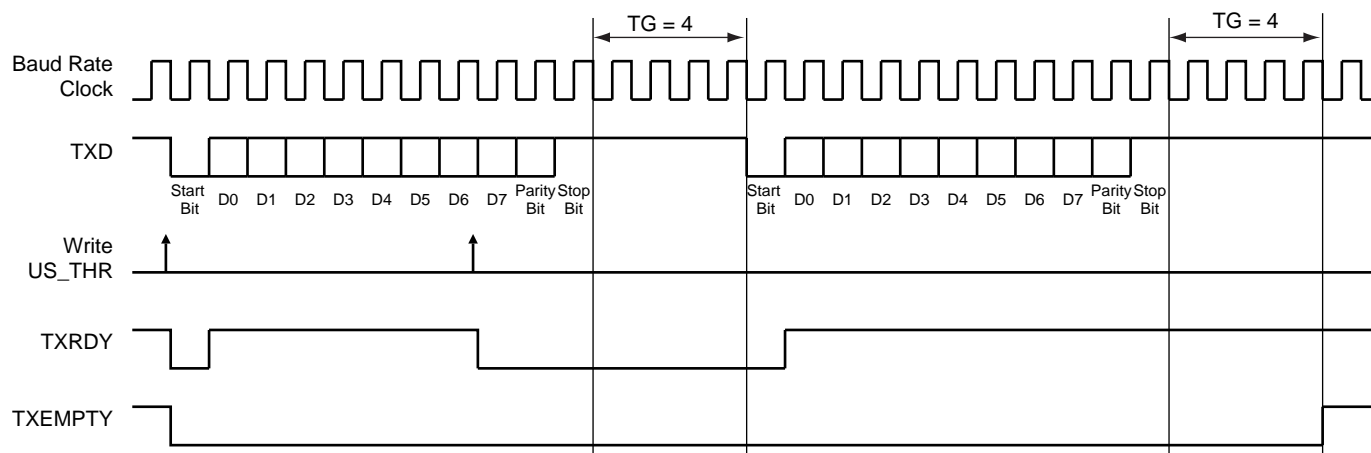 TG = 4
TG = 4
Baud Rate
Clock
TXD
Start
Bit
D0
D1
D2
D3
D4
D5
D6
D7
Parity
Bit
Stop
Bit
Start
Bit
D0
D1
D2
D3
D4
D5
D6
D7
Parity
Bit
Stop
Bit
Write
US_THR
TXRDY
TXEMPTY